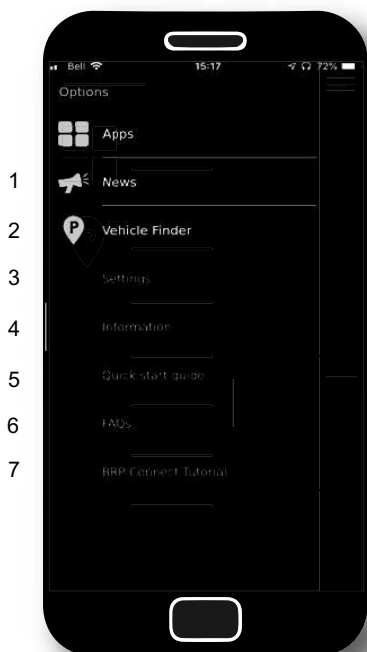 Bell 15:17 72%
Options
Apps
1 News
2 Vehicle Finder
3 Settings
4 Information
5 Quick start guide
6 FAQs
7 BRP Connect Tutorial